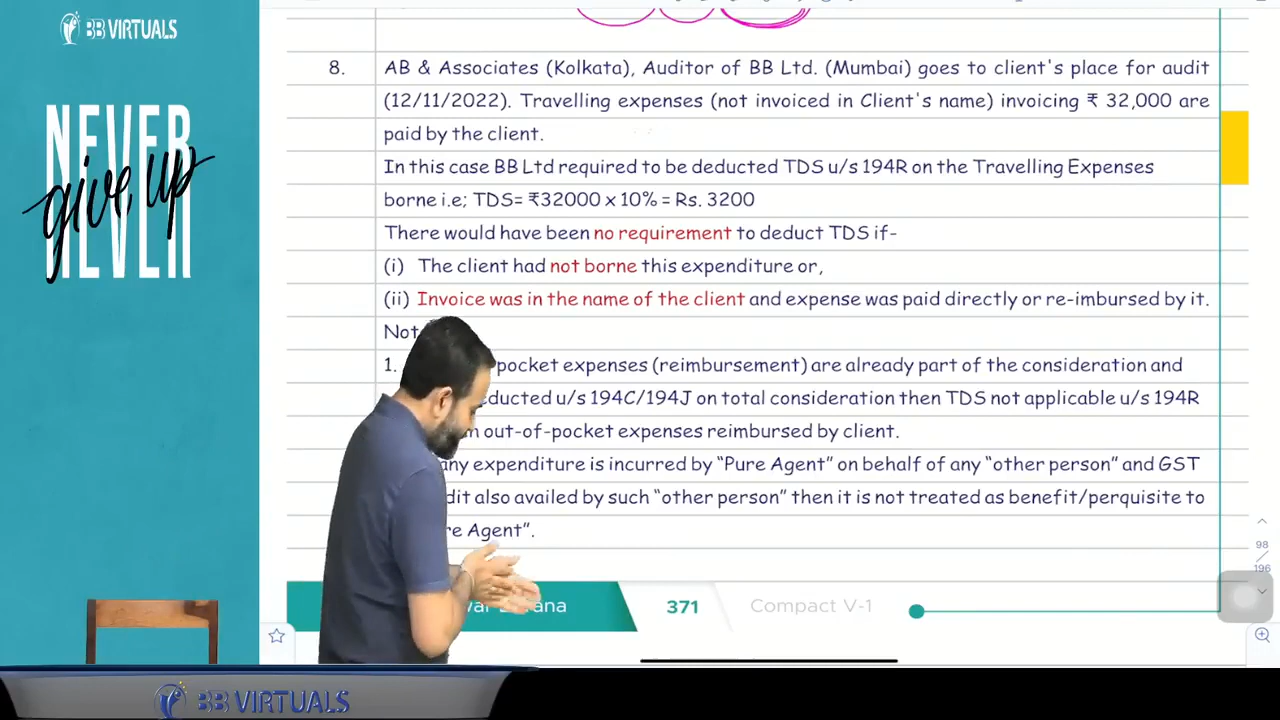 BB VIRTUALS
NEVER
give up
NEVER
8. AB & Associates (Kolkata), Auditor of BB Ltd. (Mumbai) goes to client's place for audit
(12/11/2022). Travelling expenses (not invoiced in Client's name) invoicing ₹ 32,000 are
paid by the client.
In this case BB Ltd required to be deducted TDS u/s 194R on the Travelling Expenses
borne i.e; TDS= ₹32000 x 10% = Rs. 3200
There would have been no requirement to deduct TDS if-
(i) The client had not borne this expenditure or,
(ii) Invoice was in the name of the client and expense was paid directly or re-imbursed by it.
Not
1. pocket expenses (reimbursement) are already part of the consideration and
educted u/s 194C/194J on total consideration then TDS not applicable u/s 194R
out-of-pocket expenses reimbursed by client.
any expenditure is incurred by “Pure Agent” on behalf of any “other person” and GST
also availed by such “other person” then it is not treated as benefit/perquisite to
Agent”.
98
196
371
Compact V-1
BB VIRTUALS